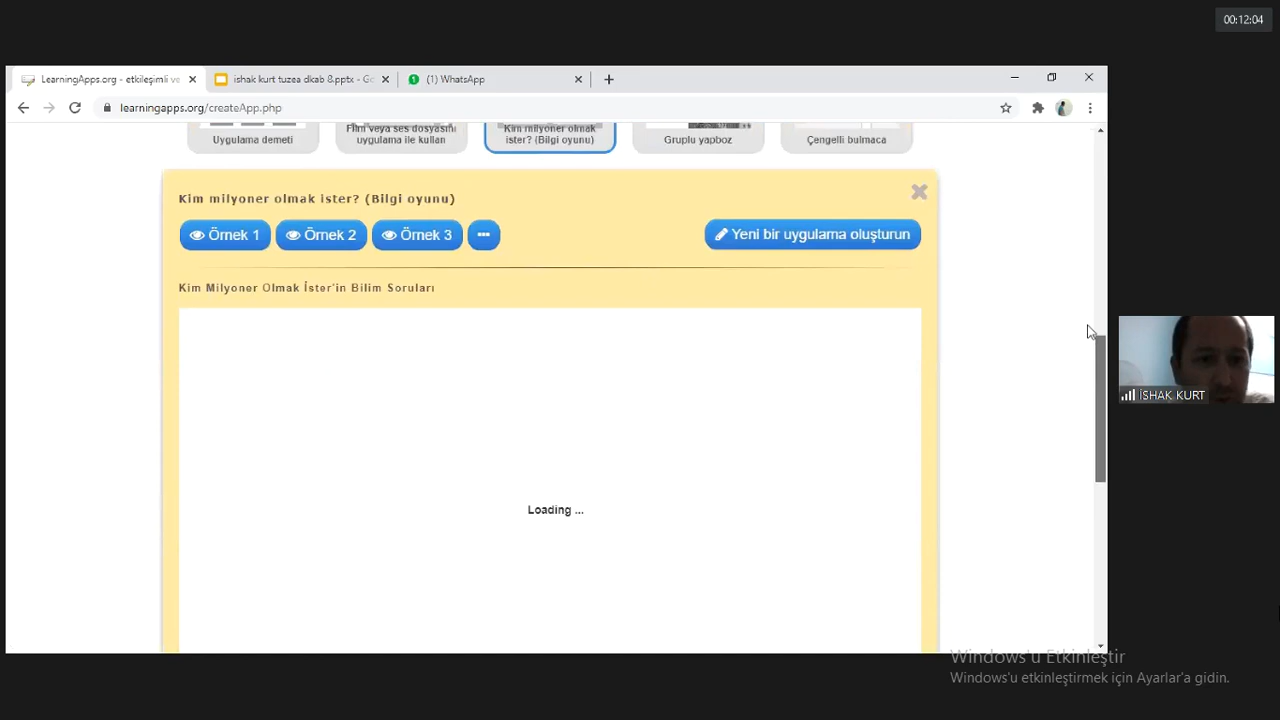 00:12:04
LearningApps.org - etkileşimli ve
ishak kurt tuzea dkab 8.pptx - Go
(1) WhatsApp
learningapps.org/createApp.php
Uygulama demeti
Film veya ses dosyasını
uygulama ile kullan
Kim milyoner olmak
ister? (Bilgi oyunu)
Gruplu yapboz
Çengelli bulmaca
Kim milyoner olmak ister? (Bilgi oyunu)
Örnek 1
Örnek 2
Örnek 3
Yeni bir uygulama oluşturun
Kim Milyoner Olmak İster'in Bilim Soruları
Loading ...
İSHAK KURT
Windows'u Etkinleştir
Windows'u etkinleştirmek için Ayarlar'a gidin.